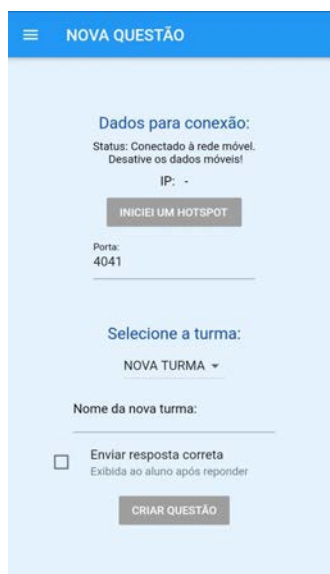 NOVA QUESTÃO
Dados para conexão:
Status: Conectado à rede móvel.
Desative os dados móveis!
IP: -
INICIEI UM HOTSPOT
Porta:
4041
Selecione a turma:
NOVA TURMA
Nome da nova turma:
Enviar resposta correta
Exibida ao aluno após reponder
CRIAR QUESTÃO